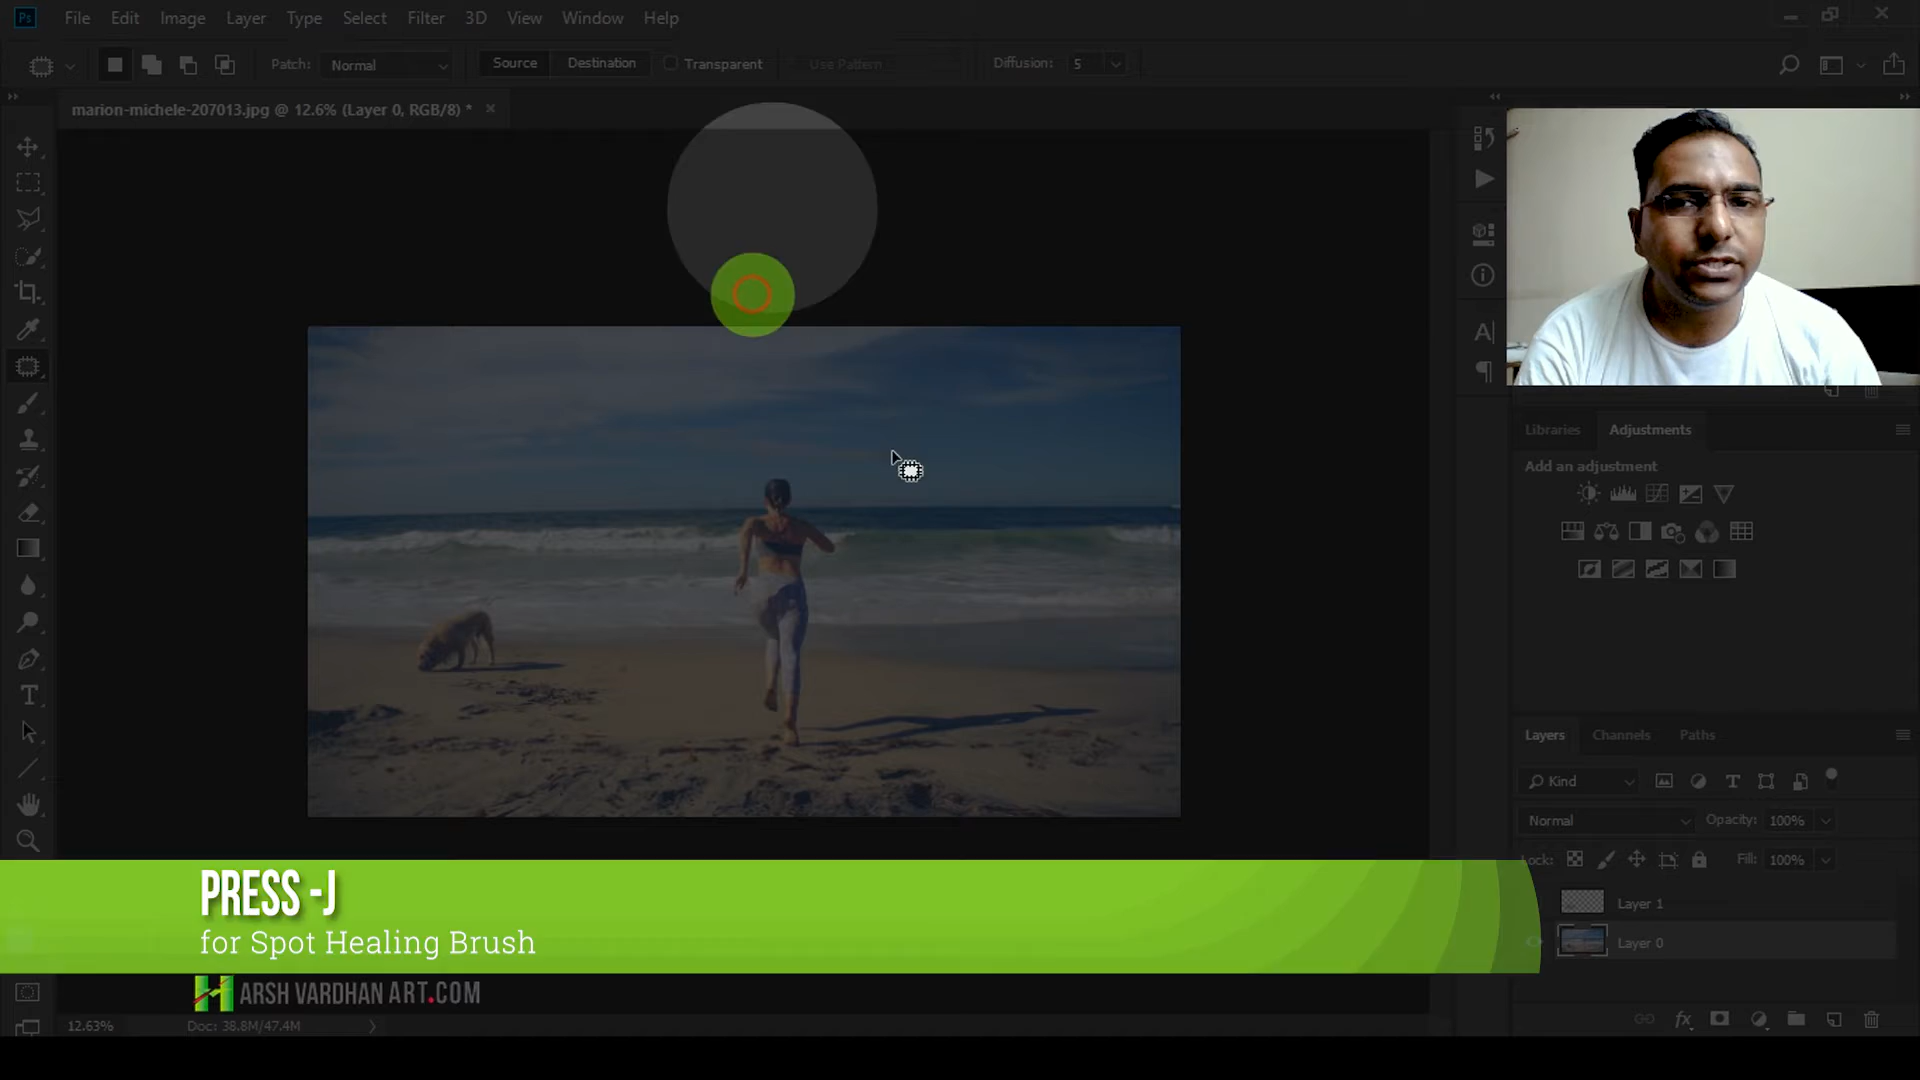 Ps File Edit Image Layer Type Select Filter 3D View Window Help
Patch: Normal Source Destination Transparent Use Pattern Diffusion: 5
marion-michele-207013.jpg @ 12.6% (Layer 0, RGB/8) * ×
Libraries Adjustments
Add an adjustment
Layers Channels Paths
Kind
Normal Opacity: 100%
Lock: Fill: 100%
Layer 1
Layer 0
PRESS -J
for Spot Healing Brush
HARSH VARDHAN ART.COM
12.63% Doc: 38.8M/47.4M